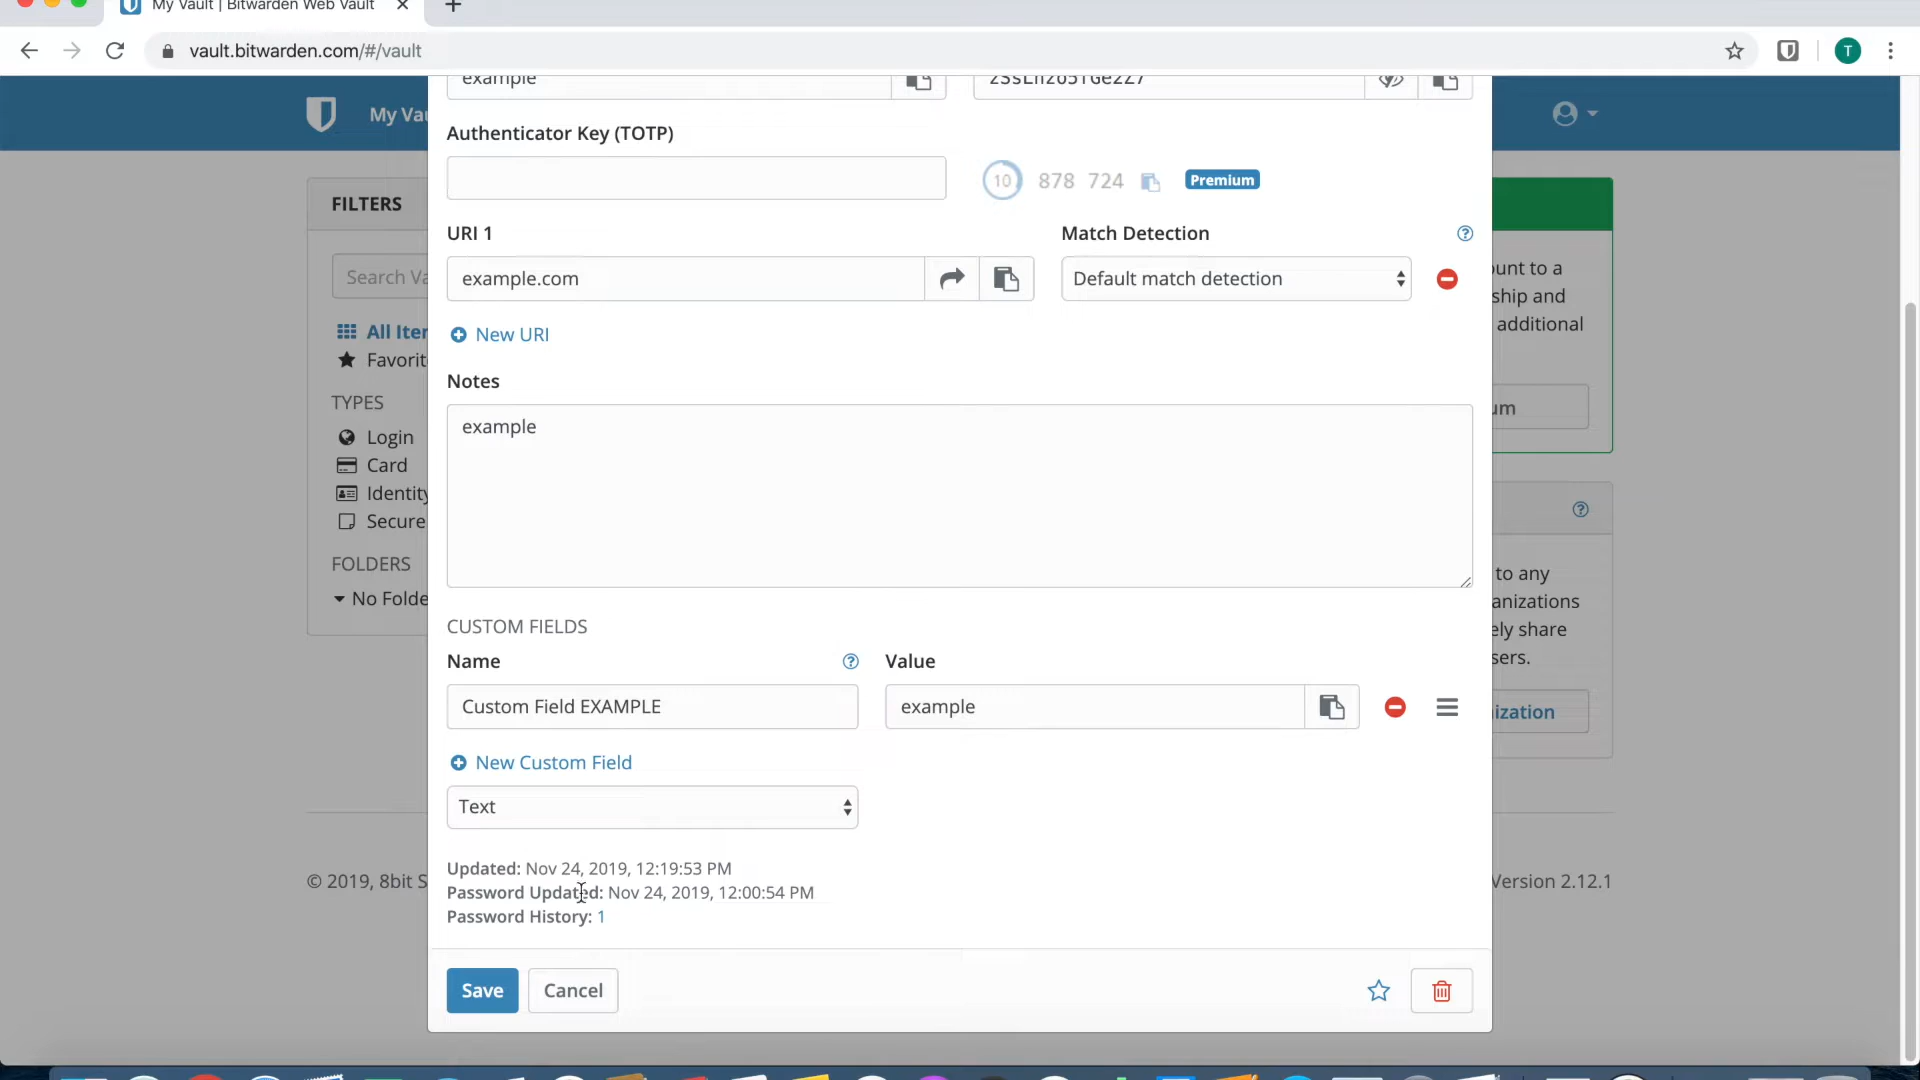 My Vault | Bitwarden Web Vault
vault.bitwarden.com/#/vault
T
example
My Vau
Authenticator Key (TOTP)
10 878 724 Premium
FILTERS
URI 1
Match Detection
Search Va
example.com
Default match detection
unt to a
ship and
additional
All Iter
New URI
Favorit
Notes
TYPES
um
example
Login
Card
Identity
Secure
FOLDERS
to any
No Folde
anizations
ely share
sers.
CUSTOM FIELDS
Name
Value
Custom Field EXAMPLE
example
ization
New Custom Field
Text
Updated: Nov 24, 2019, 12:19:53 PM
© 2019, 8bit S
Version 2.12.1
Password Updated: Nov 24, 2019, 12:00:54 PM
Password History: 1
Save
Cancel